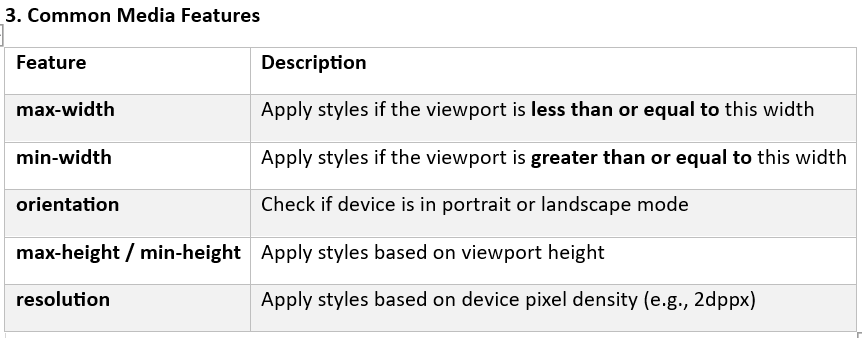 3. Common Media Features
Feature Description
max-width Apply styles if the viewport is less than or equal to this width
min-width Apply styles if the viewport is greater than or equal to this width
orientation Check if device is in portrait or landscape mode
max-height / min-height Apply styles based on viewport height
resolution Apply styles based on device pixel density (e.g., 2dppx)